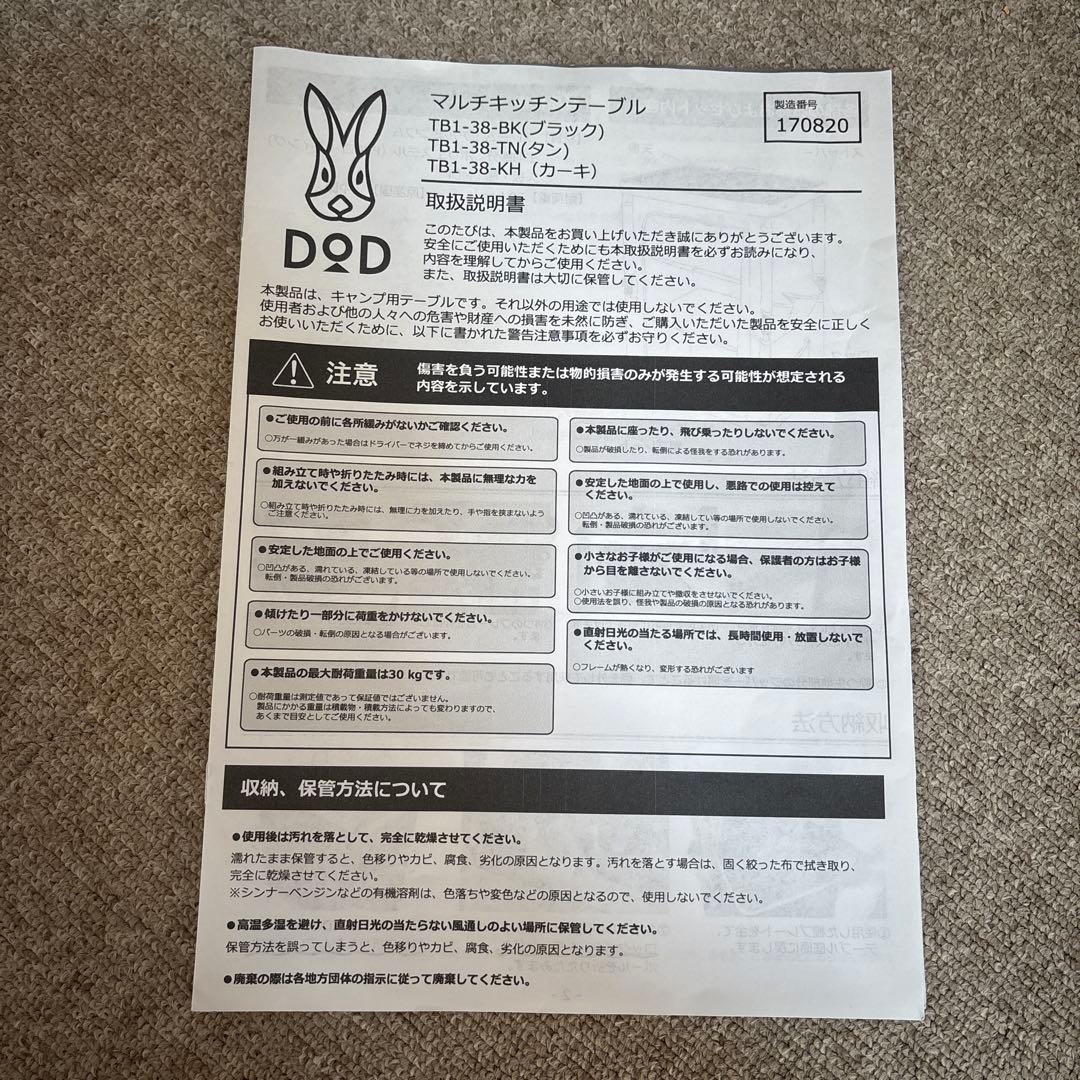 マルチキッチンテーブル
TB1-38-BK(ブラック)
TB1-38-TN(タン)
TB1-38-KH（カーキ）
製造番号
170820
取扱説明書
DOD
このたびは、本製品をお買い上げいただき誠にありがとうございます。
安全にご使用いただくためにも本取扱説明書を必ずお読みになり、
内容を理解してからご使用ください。
また、取扱説明書は大切に保管してください。
本製品は、キャンプ用テーブルです。それ以外の用途では使用しないでください。
使用者および他の人々への危害や財産への損害を未然に防ぎ、ご購入いただいた製品を安全に正しく
お使いいただくために、以下に書かれた警告注意事項を必ずお守りください。
注意
傷害を負う可能性または物的損害のみが発生する可能性が想定される
内容を示しています。
●ご使用の前に各所緩みがないかご確認ください。
○万が一緩みがあった場合はドライバーでネジを締めてからご使用ください。
●組み立て時や折りたたみ時には、本製品に無理な力を
加えないでください。
○組み立て時や折りたたみ時には、無理に力を加えたり、手や指を挟まないよう
ご注意ください。
●安定した地面の上でご使用ください。
○凹凸がある、濡れている、凍結している等の場所で使用しないでください。
転倒・製品破損の恐れがございます。
●傾けたり一部分に荷重をかけないでください。
○パーツの破損・転倒の原因となる場合がございます。
●本製品の最大耐荷重量は30 kgです。
○耐荷重量は測定値であって保証値ではございません。
製品にかかる重量は積載物・積載方法によっても変わりますので、
あくまで目安としてご使用ください。
●本製品に座ったり、飛び乗ったりしないでください。
○製品が破損したり、転倒による怪我をする恐れがあります。
●安定した地面の上で使用し、悪路での使用は控えて
ください。
○凹凸がある、濡れている、凍結してい等の場所で使用しないでください。
転倒・製品破損の恐れがございます。
●小さなお子様がご使用になる場合、保護者の方はお子様
から目を離さないでください。
○小さいお子様に組み立てや撤収をさせないでください。
○使用法を誤り、怪我や製品の破損の原因となる恐れがあります。
●直射日光の当たる場所では、長時間使用・放置しないで
ください。
○フレームが熱くなり、変形する恐れがございます
収納、保管方法について
●使用後は汚れを落として、完全に乾燥させてください。
濡れたまま保管すると、色移りやカビ、腐食、劣化の原因となります。汚れを落とす場合は、固く絞った布で拭き取り、
完全に乾燥させてください。
※シンナーベンジンなどの有機溶剤は、色落ちや変色などの原因となるので、使用しないでください。
●高温多湿を避け、直射日光の当たらない風通しのよい場所に保管してください。
保管方法を誤ってしまうと、色移りやカビ、腐食、劣化の原因となります。
●廃棄の際は各地方団体の指示に従って廃棄してください。